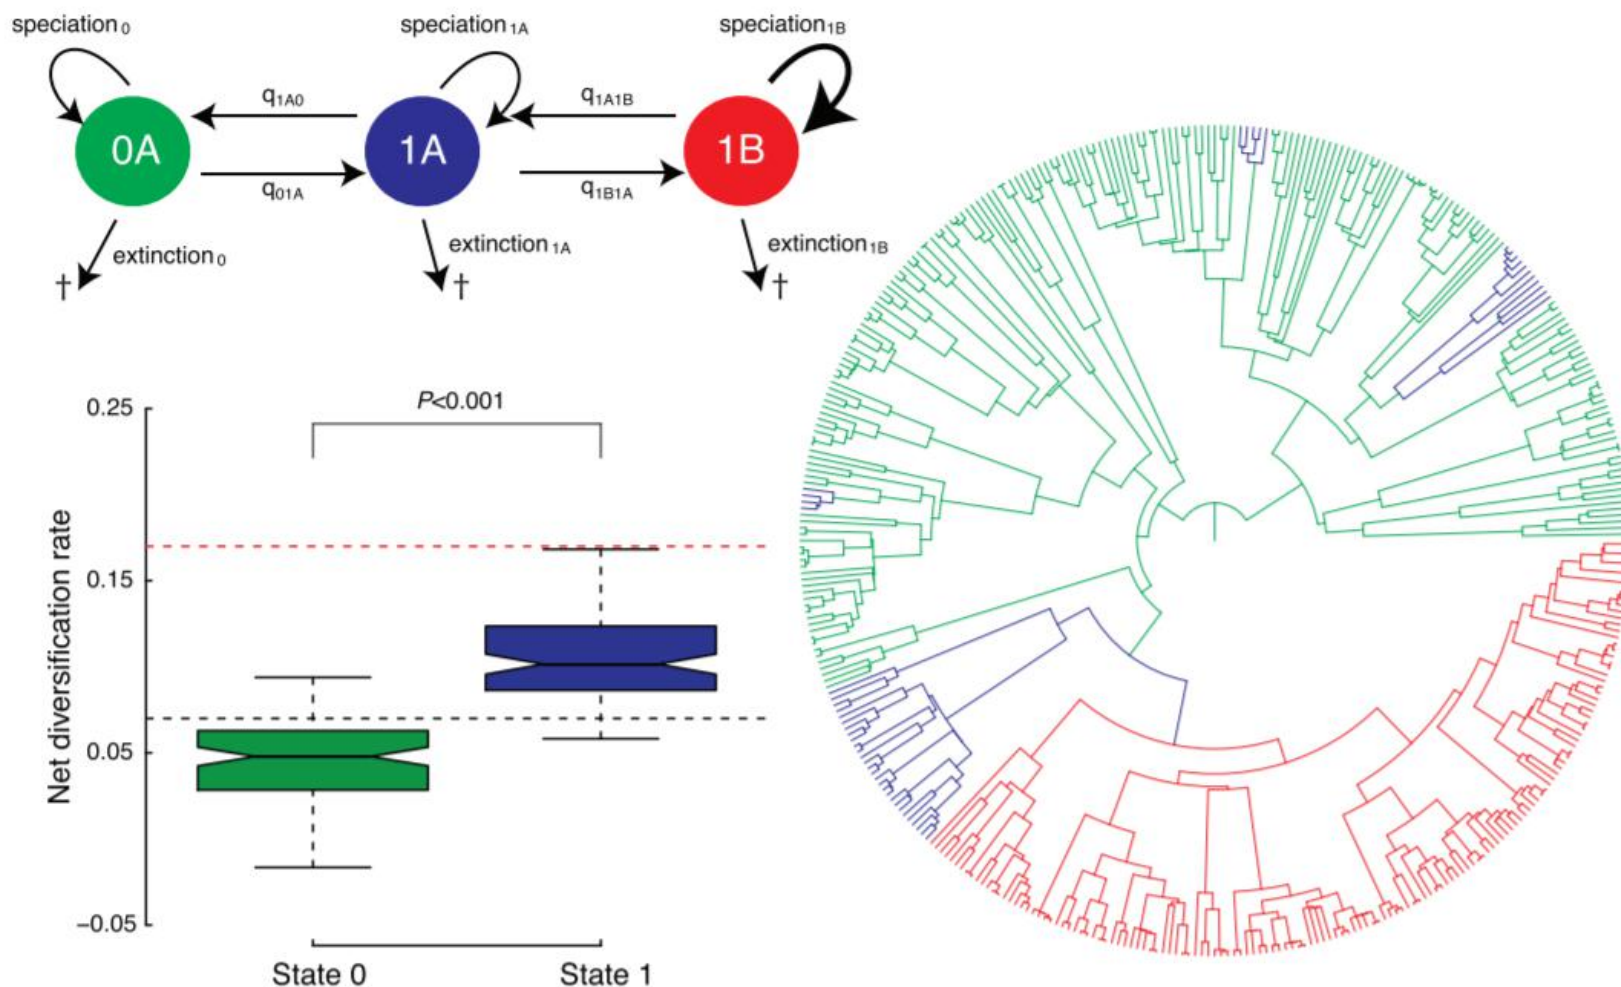 speciation0 speciation1A speciation1B
q1A0 q1A1B
0A 1A 1B
q01A q1B1A
extinction0 extinction1A extinction1B
† † †
P<0.001
0.25
0.15
0.05
−0.05
Net diversification rate
State 0 State 1